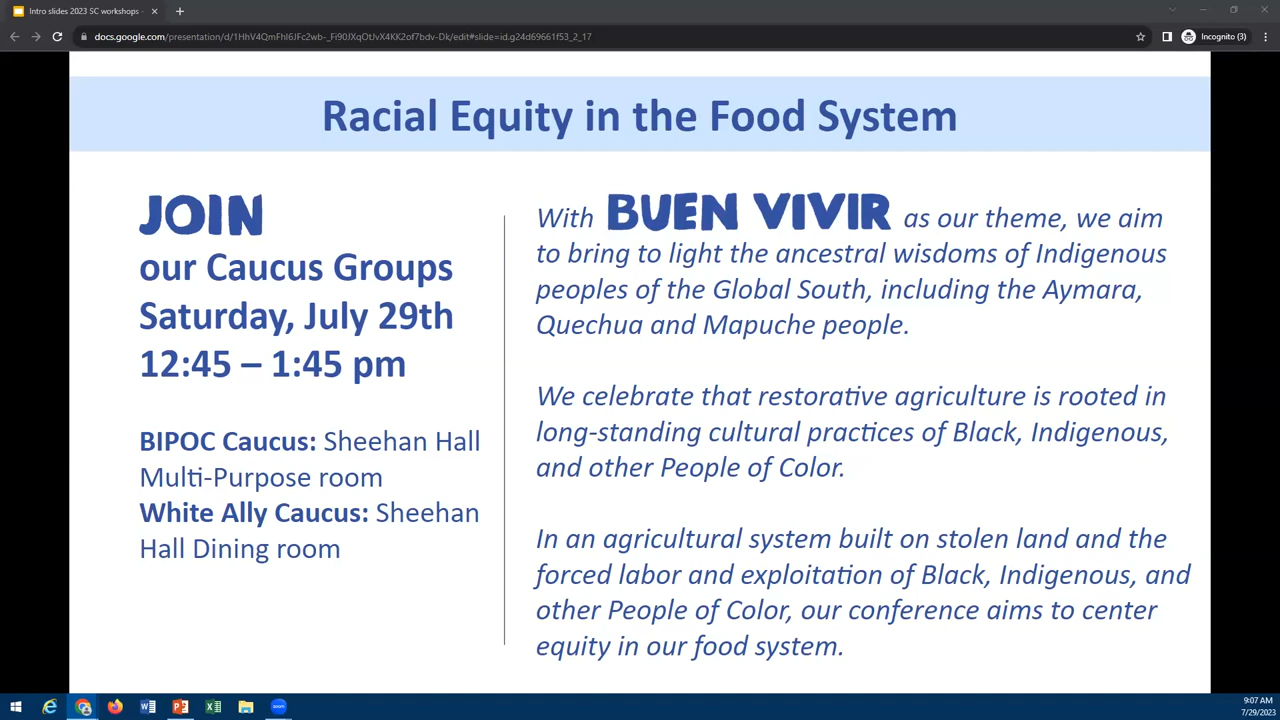 Intro slides 2023 SC workshops -
docs.google.com/presentation/d/1HhV4QmFhI6JFc2wb-_Fi90JXqOtJvX4KK2of7bdv-Dk/edit#slide=id.g24d69661f53_2_17
Incognito (3)
Racial Equity in the Food System
JOIN
our Caucus Groups
Saturday, July 29th
12:45 – 1:45 pm
BIPOC Caucus: Sheehan Hall
Multi-Purpose room
White Ally Caucus: Sheehan
Hall Dining room
With BUEN VIVIR as our theme, we aim
to bring to light the ancestral wisdoms of Indigenous
peoples of the Global South, including the Aymara,
Quechua and Mapuche people.
We celebrate that restorative agriculture is rooted in
long-standing cultural practices of Black, Indigenous,
and other People of Color.
In an agricultural system built on stolen land and the
forced labor and exploitation of Black, Indigenous, and
other People of Color, our conference aims to center
equity in our food system.
zoom
9:07 AM
7/29/2023